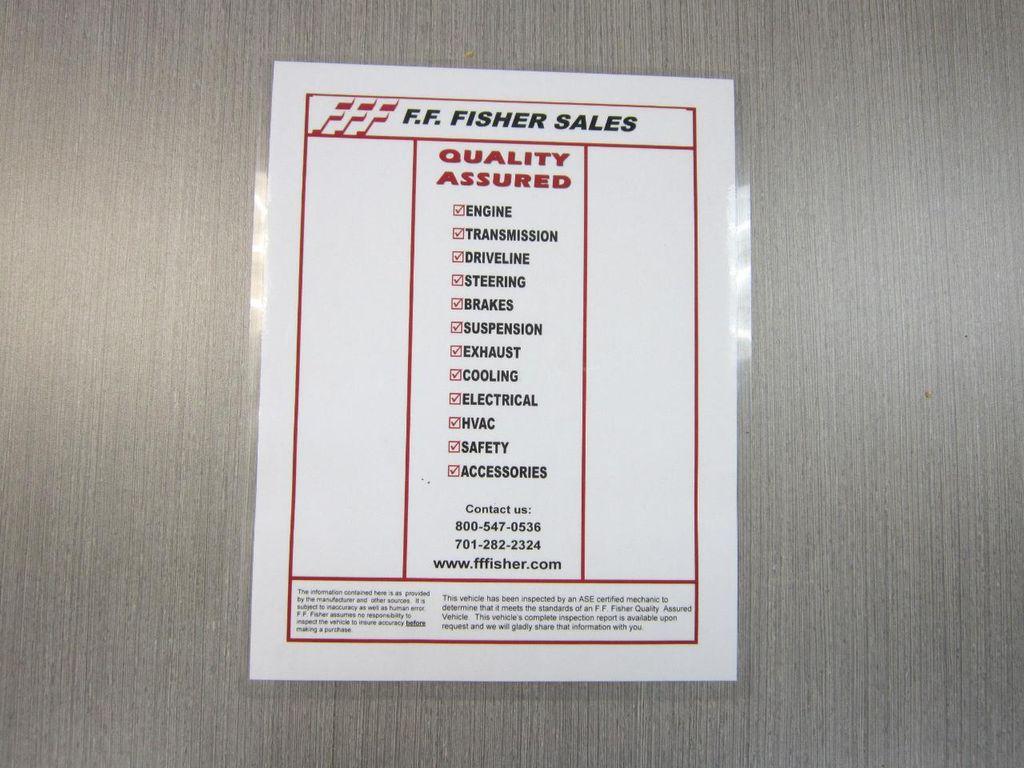 FFF F.F. FISHER SALES
QUALITY
ASSURED
☑ENGINE
☑TRANSMISSION
☑DRIVELINE
☑STEERING
☑BRAKES
☑SUSPENSION
☑EXHAUST
☑COOLING
☑ELECTRICAL
☑HVAC
☑SAFETY
☑ACCESSORIES
Contact us:
800-547-0536
701-282-2324
www.fffisher.com
The information contained here is as provided
by the manufacturer and other sources. It is
subject to inaccuracy as well as human error.
F.F. Fisher assumes no responsibility to
inspect the vehicle to insure accuracy before
making a purchase.
This vehicle has been inspected by an ASE certified mechanic to
determine that it meets the standards of an F.F. Fisher Quality Assured
Vehicle. This vehicle's complete inspection report is available upon
request and we will gladly share that information with you.